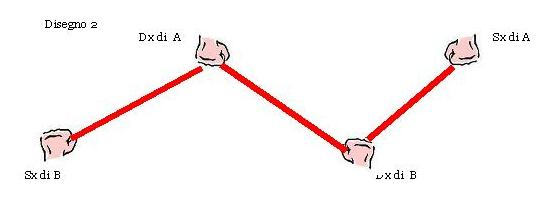 Disegno 2
Dx di A
Sx di A
Sx di B
Dx di B